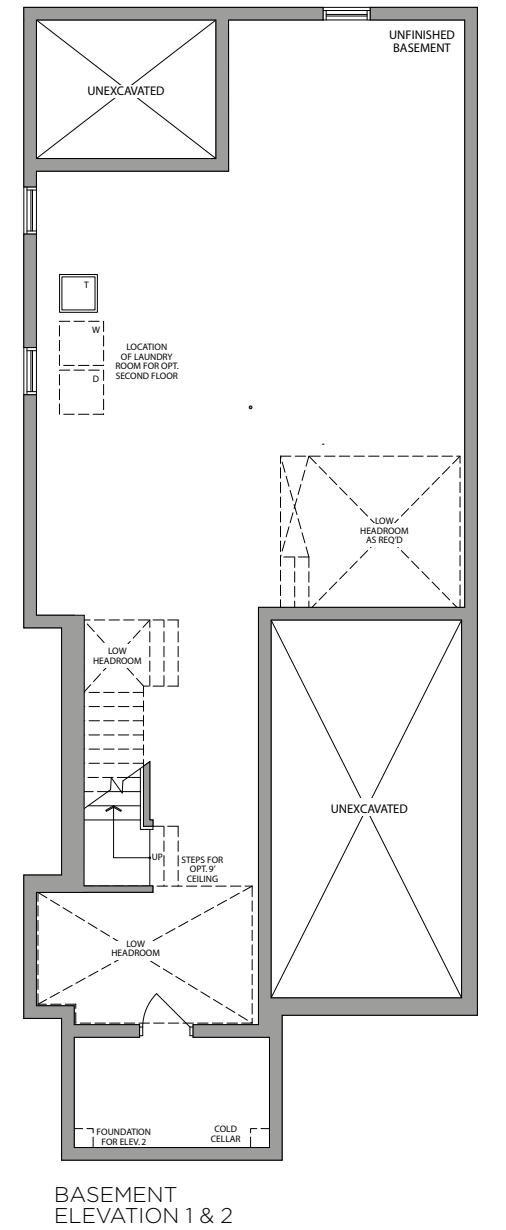 UNFINISHED
BASEMENT
UNEXCAVATED
T
W
LOCATION
OF LAUNDRY
ROOM FOR OPT.
SECOND FLOOR
D
LOW
HEADROOM
AS REQ'D
LOW
HEADROOM
UNEXCAVATED
UP
STEPS FOR
OPT. 9'
CEILING
LOW
HEADROOM
FOUNDATION
FOR ELEV. 2
COLD
CELLAR
BASEMENT
ELEVATION 1 & 2